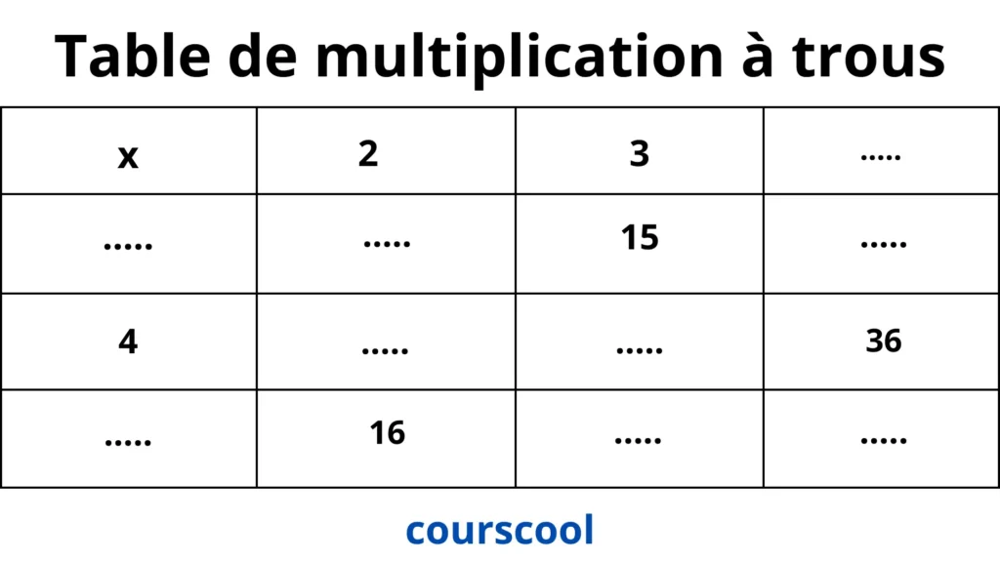 Table de multiplication à trous
x 2 3 .....
..... ..... 15 .....
4 ..... ..... 36
..... 16 ..... .....
courscool